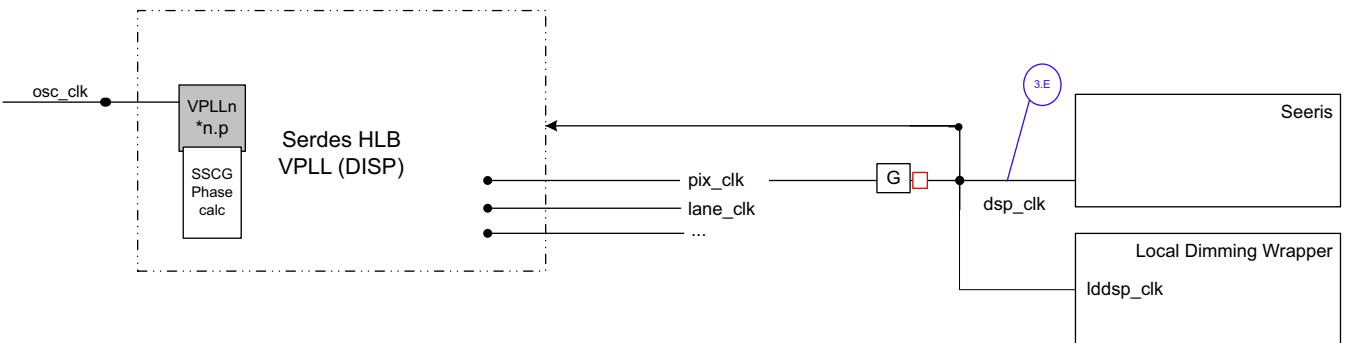 osc_clk
VPLLn
*n.p
SSCG
Phase
calc
Serdes HLB
VPLL (DISP)
pix_clk
lane_clk
...
G
3.E
dsp_clk
Seeris
Local Dimming Wrapper
lddsp_clk